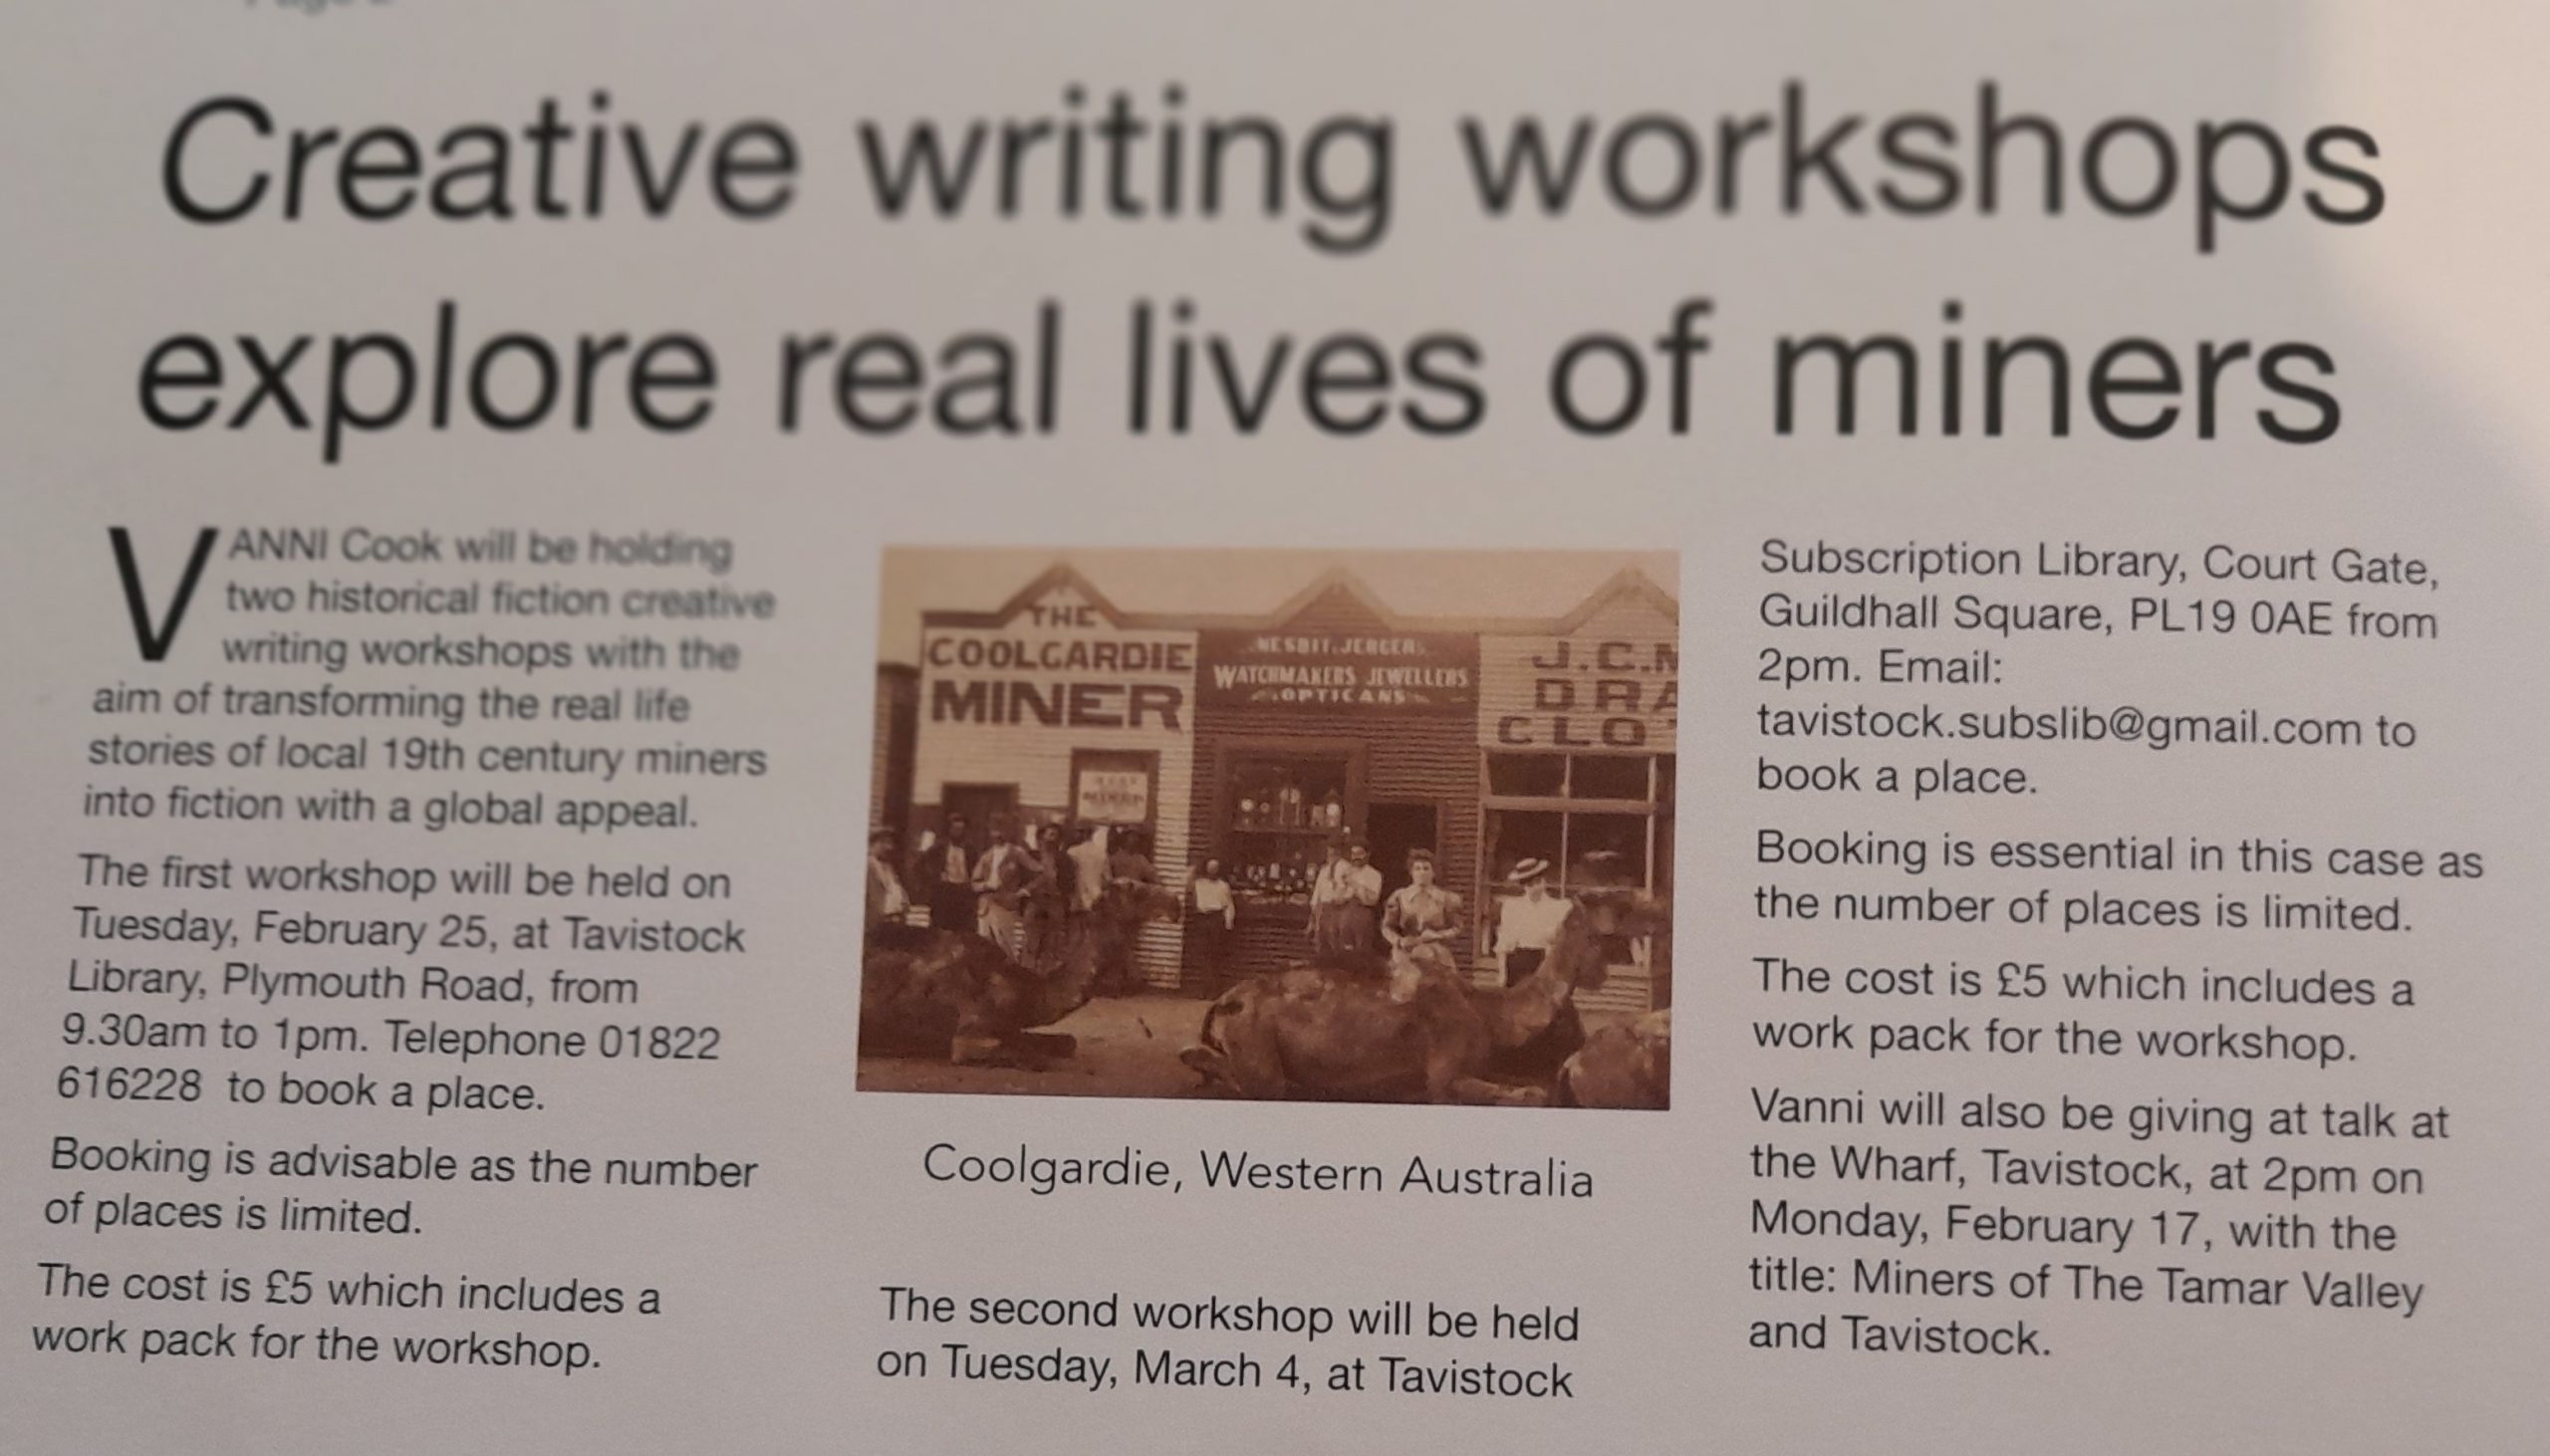 Creative writing workshops
explore real lives of miners
VANNI Cook will be holding
two historical fiction creative
writing workshops with the
aim of transforming the real life
stories of local 19th century miners
into fiction with a global appeal.
The first workshop will be held on
Tuesday, February 25, at Tavistock
Library, Plymouth Road, from
9.30am to 1pm. Telephone 01822
616228 to book a place.
Booking is advisable as the number
of places is limited.
The cost is £5 which includes a
work pack for the workshop.
THE
COOLGARDIE
MINER
NESBIT, JERGER,
WATCHMAKERS JEWELLERS
OPTICANS
J.C.M
DRA
CLO
Coolgardie, Western Australia
The second workshop will be held
on Tuesday, March 4, at Tavistock
Subscription Library, Court Gate,
Guildhall Square, PL19 0AE from
2pm. Email:
tavistock.subslib@gmail.com to
book a place.
Booking is essential in this case as
the number of places is limited.
The cost is £5 which includes a
work pack for the workshop.
Vanni will also be giving at talk at
the Wharf, Tavistock, at 2pm on
Monday, February 17, with the
title: Miners of The Tamar Valley
and Tavistock.